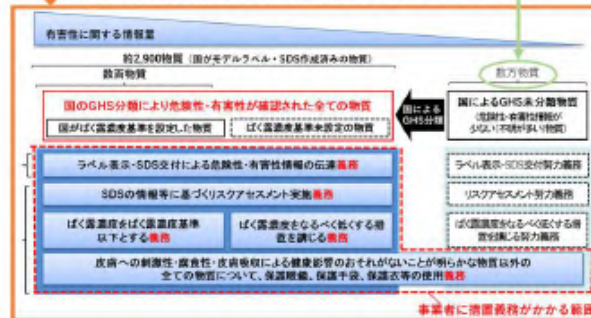 有害性に関する情報量
約2,900物質（国がモデルラベル・SDS作成済みの物質）
数百物質
数万物質
国のGHS分類により危険性・有害性が確認された全ての物質
国がばく露濃度基準を設定した物質
ばく露濃度基準未設定の物質
国による
GHS分類
国によるGHS未分類物質
（危険性・有害性情報が
少ない（不明が多い）物質）
ラベル表示・SDS交付による危険性・有害性情報の伝達義務
ラベル表示・SDS交付努力義務
SDSの情報等に基づくリスクアセスメント実施義務
リスクアセスメント努力義務
ばく露濃度をばく露濃度基準
以下とする義務
ばく露濃度をなるべく低くする措
置を講じる義務
ばく露濃度をなるべく低くする措
置を講じる努力義務
皮膚への刺激性・腐食性・皮膚吸収による健康影響のおそれがないことが明らかな物質以外の
全ての物質について、保護眼鏡、保護手袋、保護衣等の使用義務
事業者に措置義務がかかる範囲